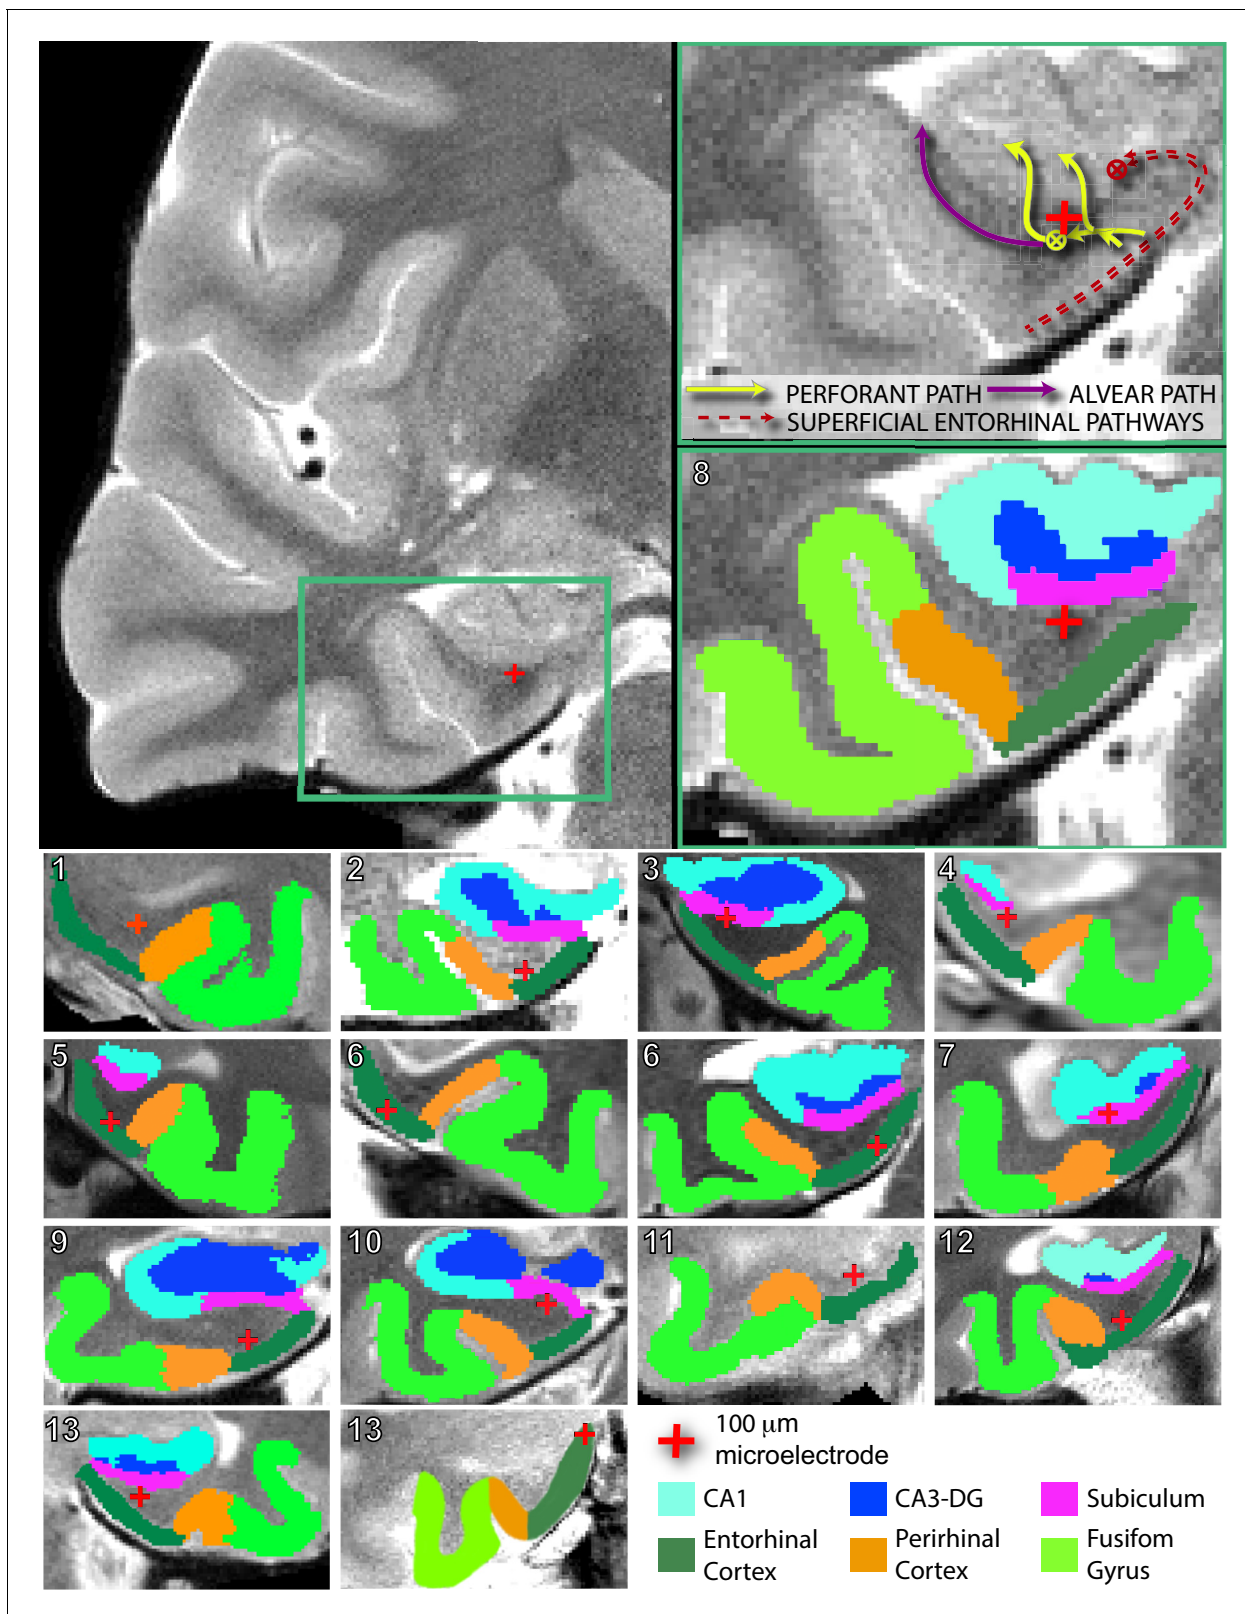 PERFORANT PATH
ALVEAR PATH
SUPERFICIAL ENTORHINAL PATHWAYS
8
1
2
3
4
5
6
6
7
9
10
11
12
13
13
100 μm
microelectrode
CA1
CA3-DG
Subiculum
Entorhinal
Cortex
Perirhinal
Cortex
Fusifom
Gyrus